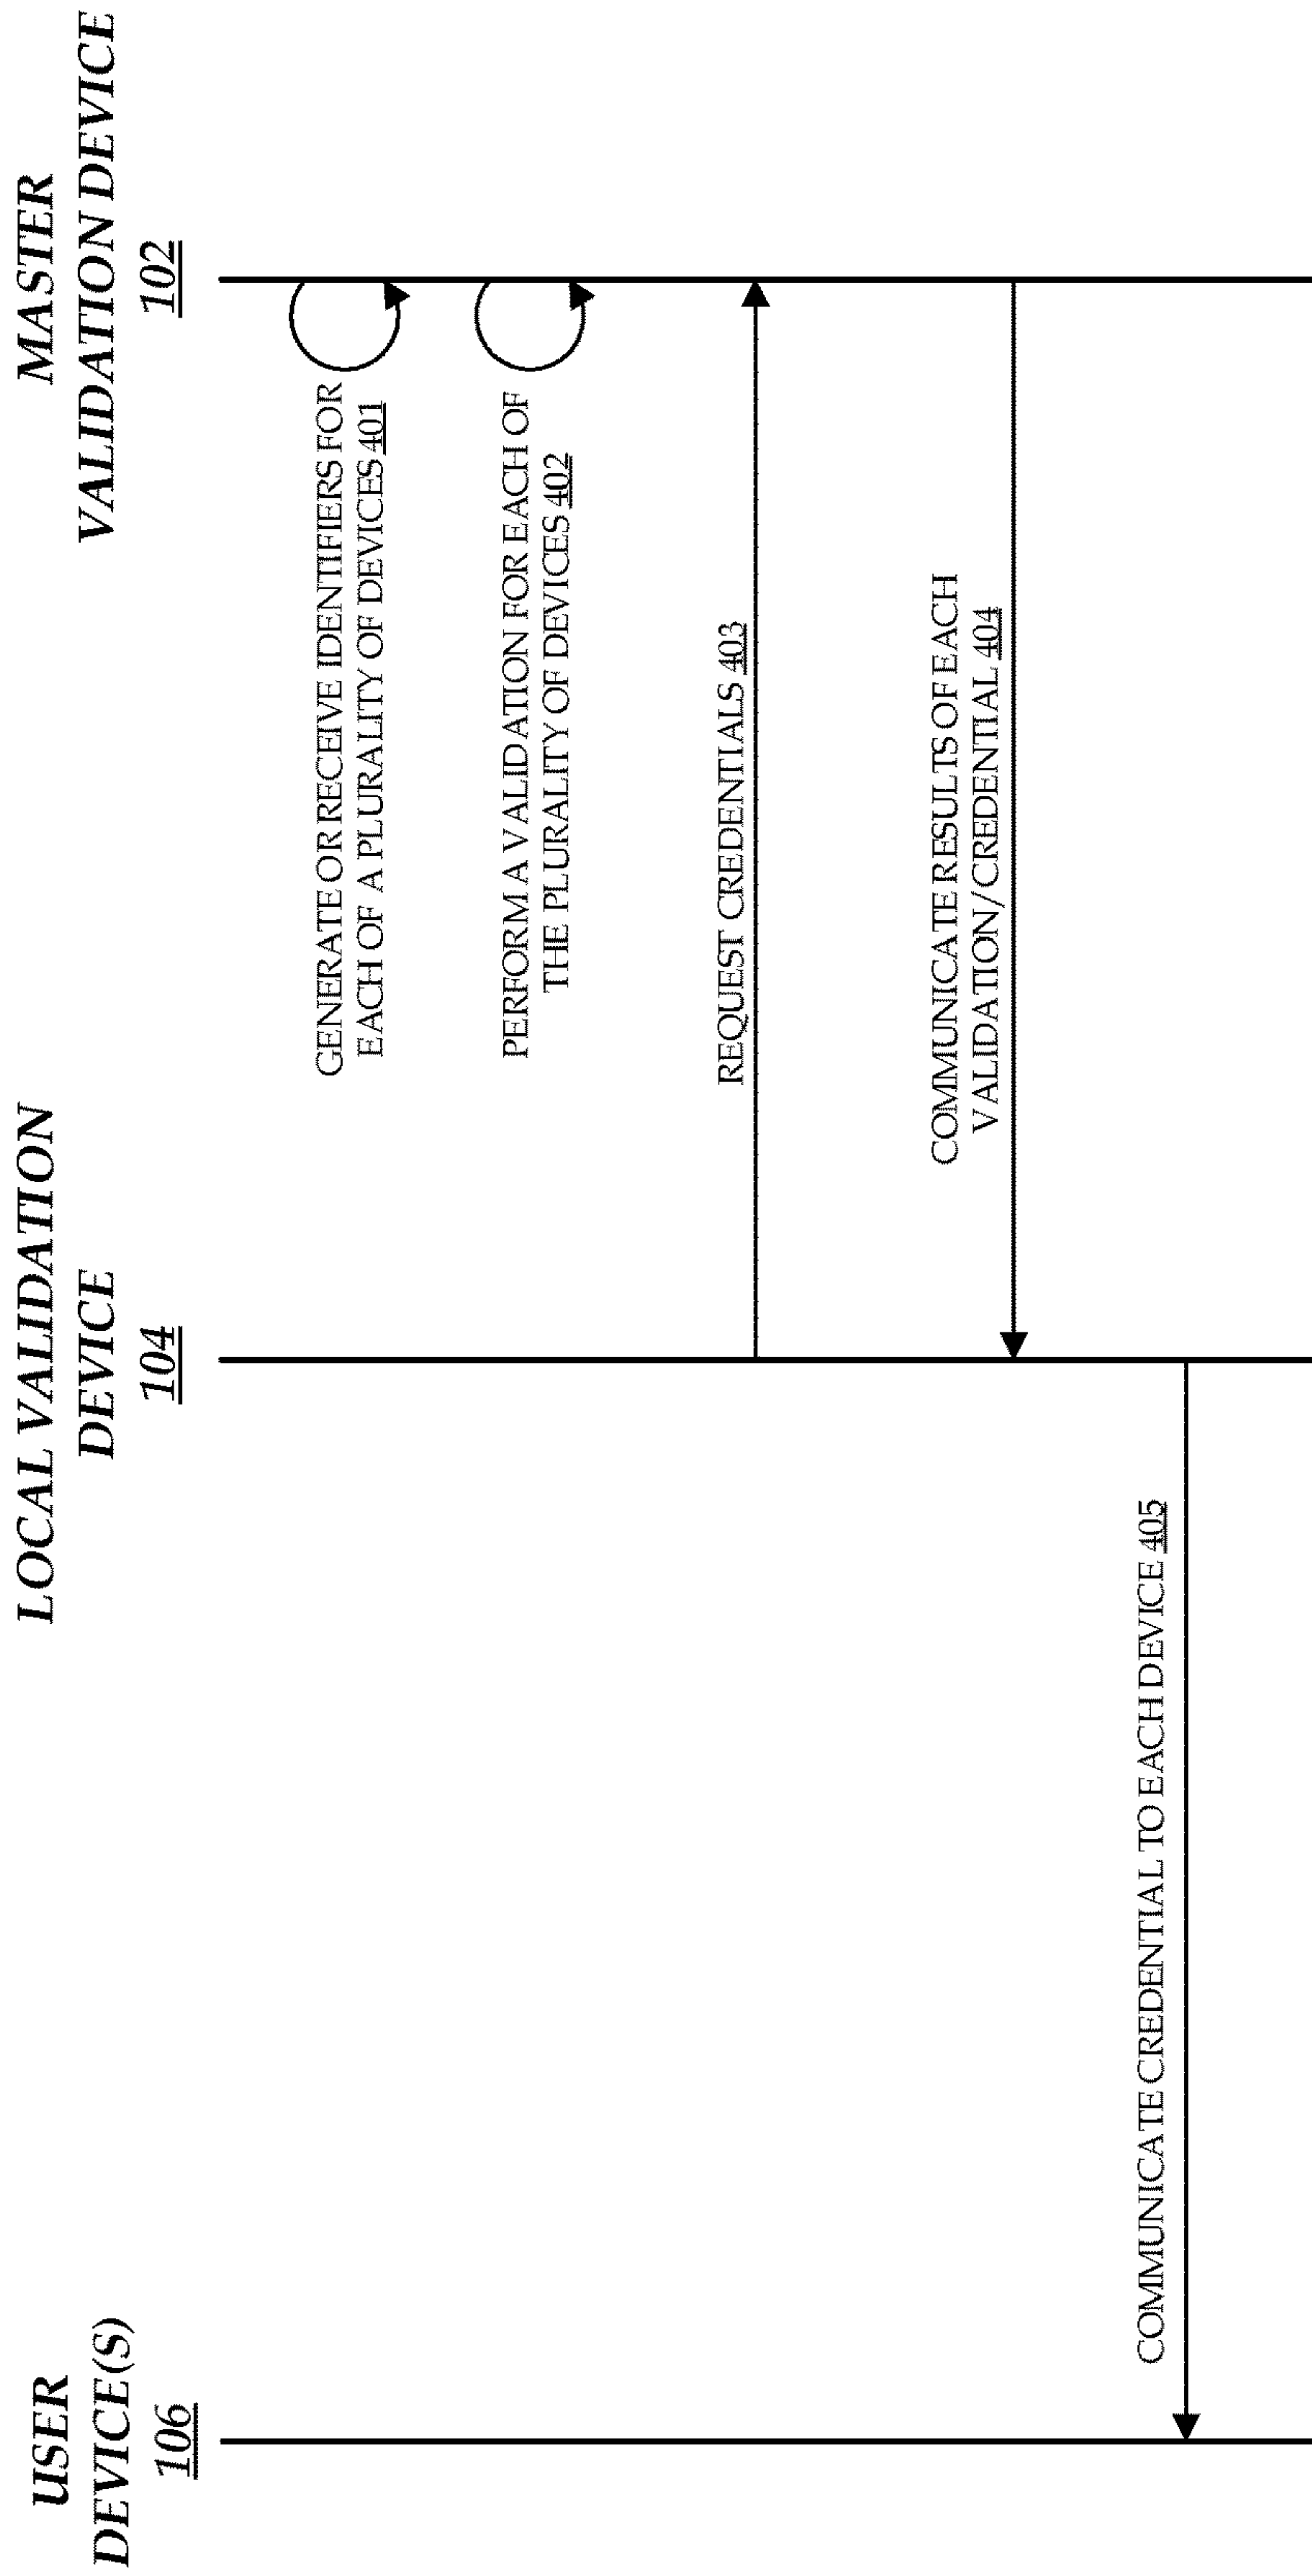 USER
DEVICE(S)
106
LOCAL VALIDATION
DEVICE
104
MASTER
VALIDATION DEVICE
102
GENERATE OR RECEIVE IDENTIFIERS FOR
EACH OF A PLURALITY OF DEVICES 401
PERFORM A VALIDATION FOR EACH OF
THE PLURALITY OF DEVICES 402
REQUEST CREDENTIALS 403
COMMUNICATE RESULTS OF EACH
VALIDATION/CREDENTIAL 404
COMMUNICATE CREDENTIAL TO EACH DEVICE 405